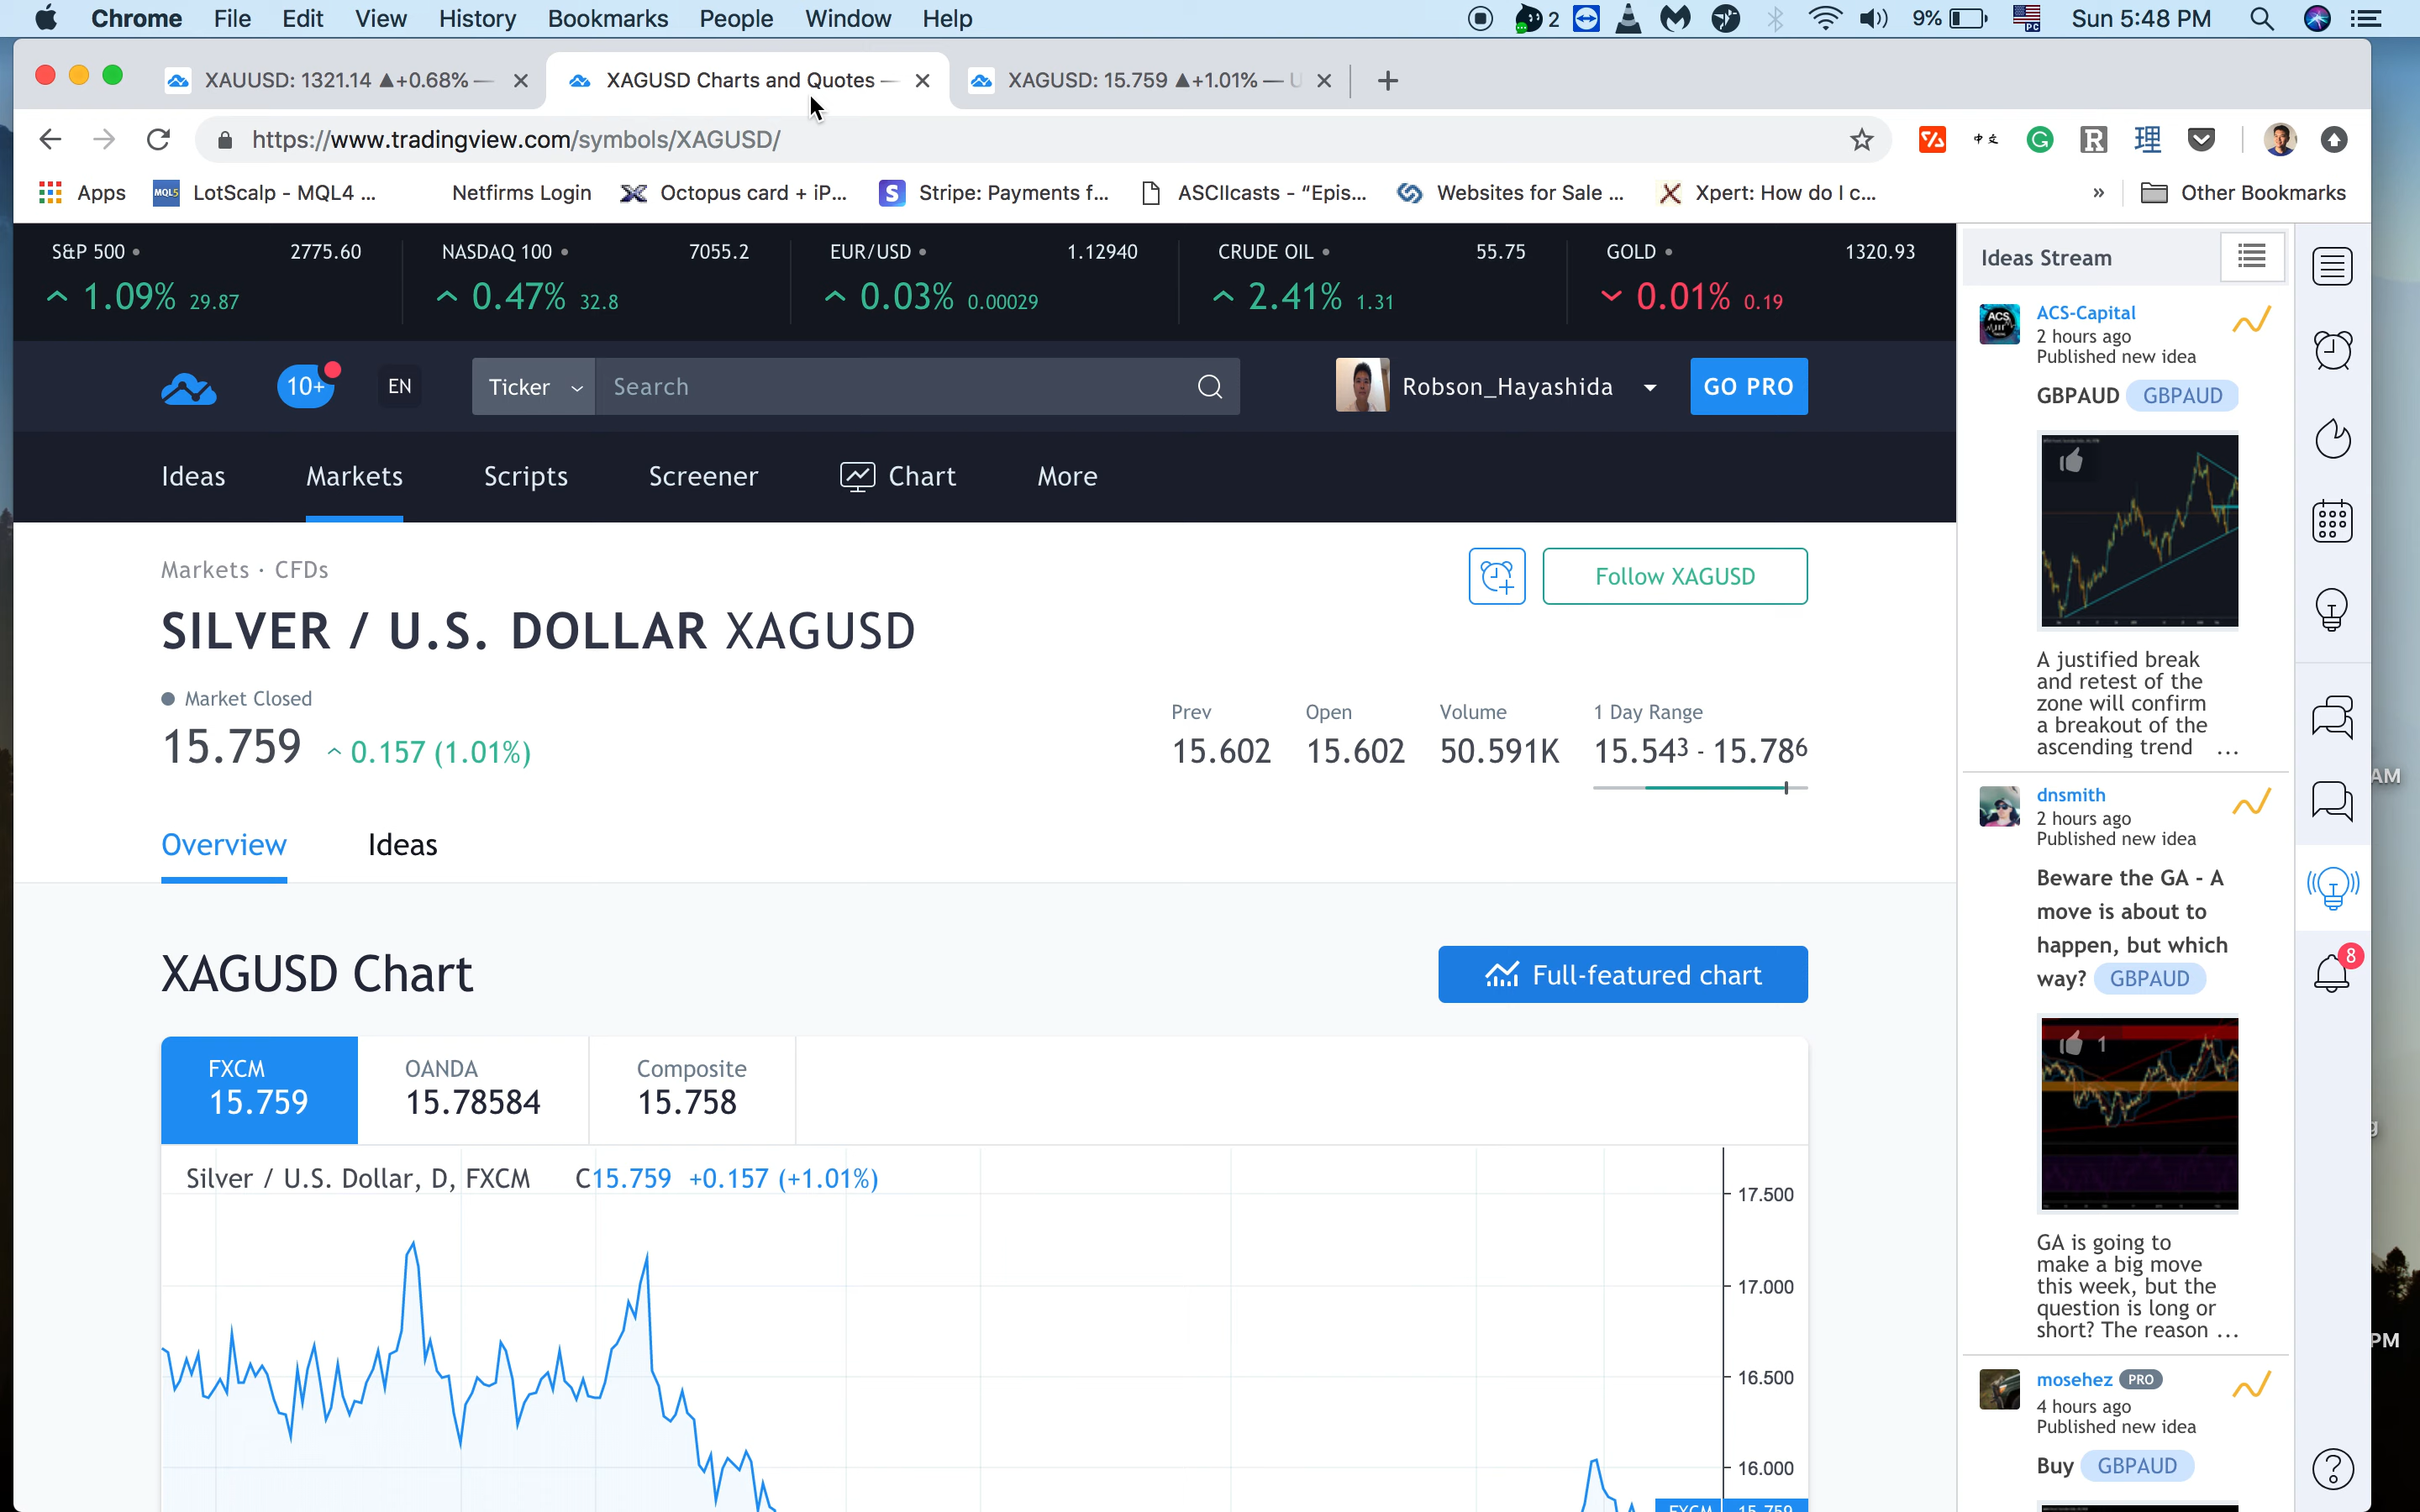 Chrome File Edit View History Bookmarks People Window Help
2 9% Sun 5:48 PM
XAUUSD: 1321.14 ▲+0.68% —
XAGUSD Charts and Quotes —
XAGUSD: 15.759 ▲+1.01% — U
https://www.tradingview.com/symbols/XAGUSD/
中文 理
Apps LotScalp - MQL4 ... Netfirms Login Octopus card + iP... Stripe: Payments f... ASCIIcasts - “Epis... Websites for Sale ... Xpert: How do I c... » Other Bookmarks
S&P 500 2775.60
1.09% 29.87
NASDAQ 100 7055.2
0.47% 32.8
EUR/USD 1.12940
0.03% 0.00029
CRUDE OIL 55.75
2.41% 1.31
GOLD 1320.93
0.01% 0.19
10+ EN Ticker Search Robson_Hayashida GO PRO
Ideas Markets Scripts Screener Chart More
Markets · CFDs
Follow XAGUSD
SILVER / U.S. DOLLAR XAGUSD
Market Closed
15.759 0.157 (1.01%)
Prev Open Volume 1 Day Range
15.602 15.602 50.591K 15.543 - 15.786
Overview Ideas
XAGUSD Chart
Full-featured chart
FXCM
15.759
OANDA
15.78584
Composite
15.758
Silver / U.S. Dollar, D, FXCM C15.759 +0.157 (+1.01%)
17.500
17.000
16.500
16.000
FXCM 15.759
Ideas Stream
ACS
ACS-Capital
2 hours ago
Published new idea
GBPAUD GBPAUD
A justified break
and retest of the
zone will confirm
a breakout of the
ascending trend ...
dnsmith
2 hours ago
Published new idea
Beware the GA - A
move is about to
happen, but which
way? GBPAUD
1
GA is going to
make a big move
this week, but the
question is long or
short? The reason ...
mosehez PRO
4 hours ago
Published new idea
Buy GBPAUD
8
AM
PM